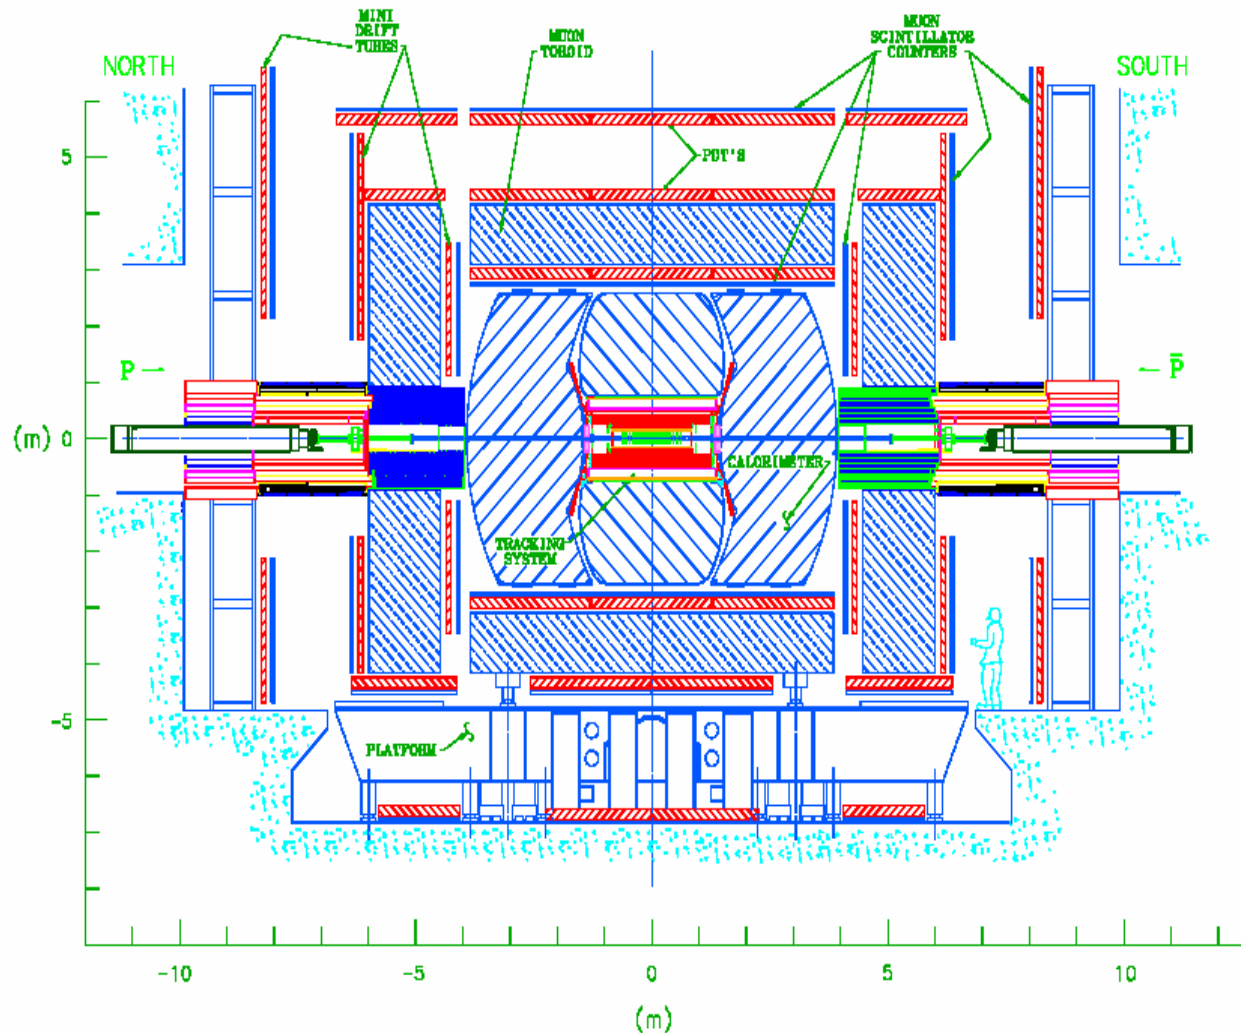 MINI
DRIFT
TUBES
MUON
TOROID
MUON
SCINTILLATOR
COUNTERS
NORTH
SOUTH
5
PDT'S
P
P̅
(m)
0
CALORIMETER
TRACKING
SYSTEM
-5
PLATFORM
-10
-5
0
5
10
(m)